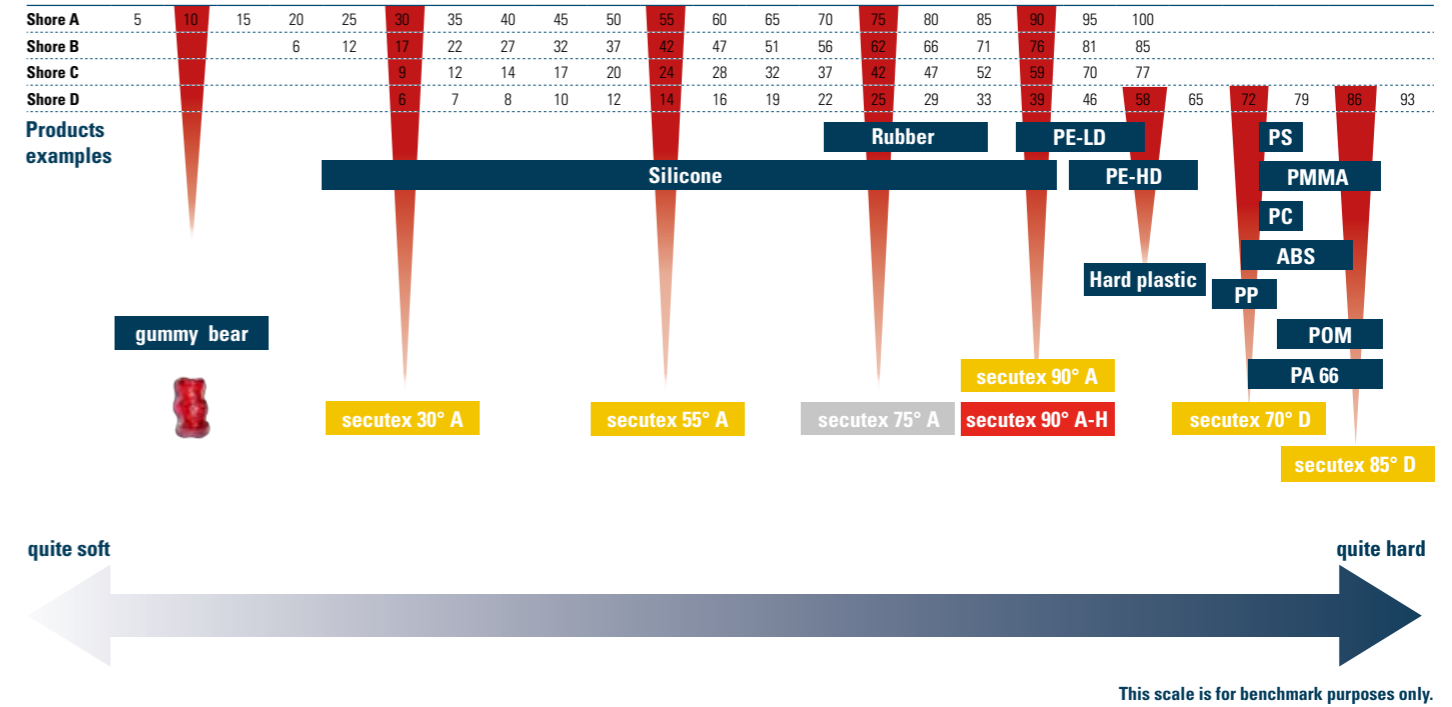 Shore A 5 10 15 20 25 30 35 40 45 50 55 60 65 70 75 80 85 90 95 100
Shore B 6 12 17 22 27 32 37 42 47 51 56 62 66 71 76 81 85
Shore C 9 12 14 17 20 24 28 32 37 42 47 52 59 70 77
Shore D 6 7 8 10 12 14 16 19 22 25 29 33 39 46 58 65 72 79 86 93
Products
examples
Rubber PE-LD PS
Silicone PE-HD PMMA
PC
ABS
Hard plastic
PP
gummy bear POM
PA 66
secutex 90° A
secutex 30° A secutex 55° A secutex 75° A secutex 90° A-H secutex 70° D
secutex 85° D
quite soft quite hard
This scale is for benchmark purposes only.